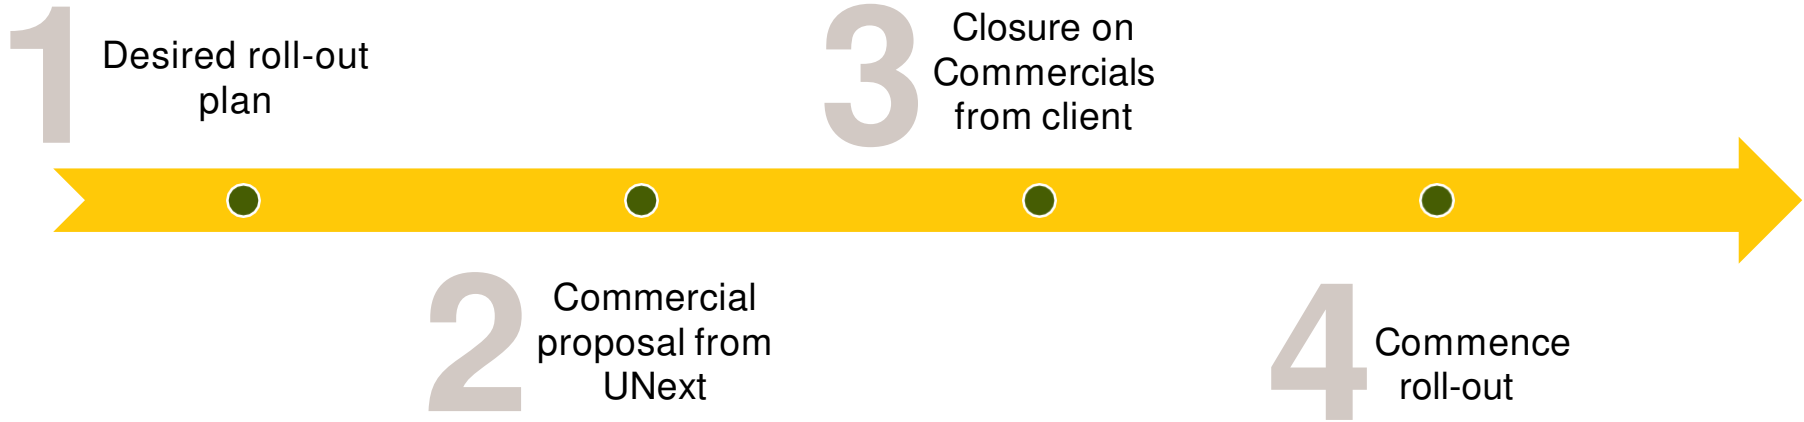 1
Desired roll-out
plan
2
Commercial
proposal from
UNext
3
Closure on
Commercials
from client
4
Commence
roll-out